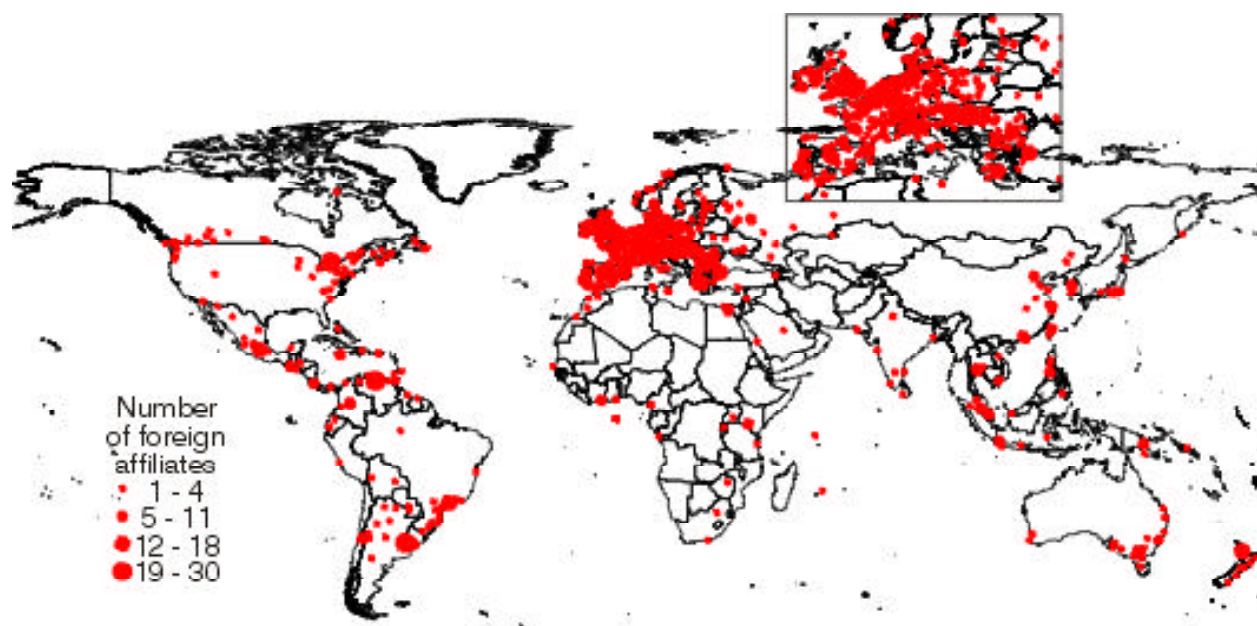 Number
of foreign
affiliates
1 - 4
5 - 11
12 - 18
19 - 30